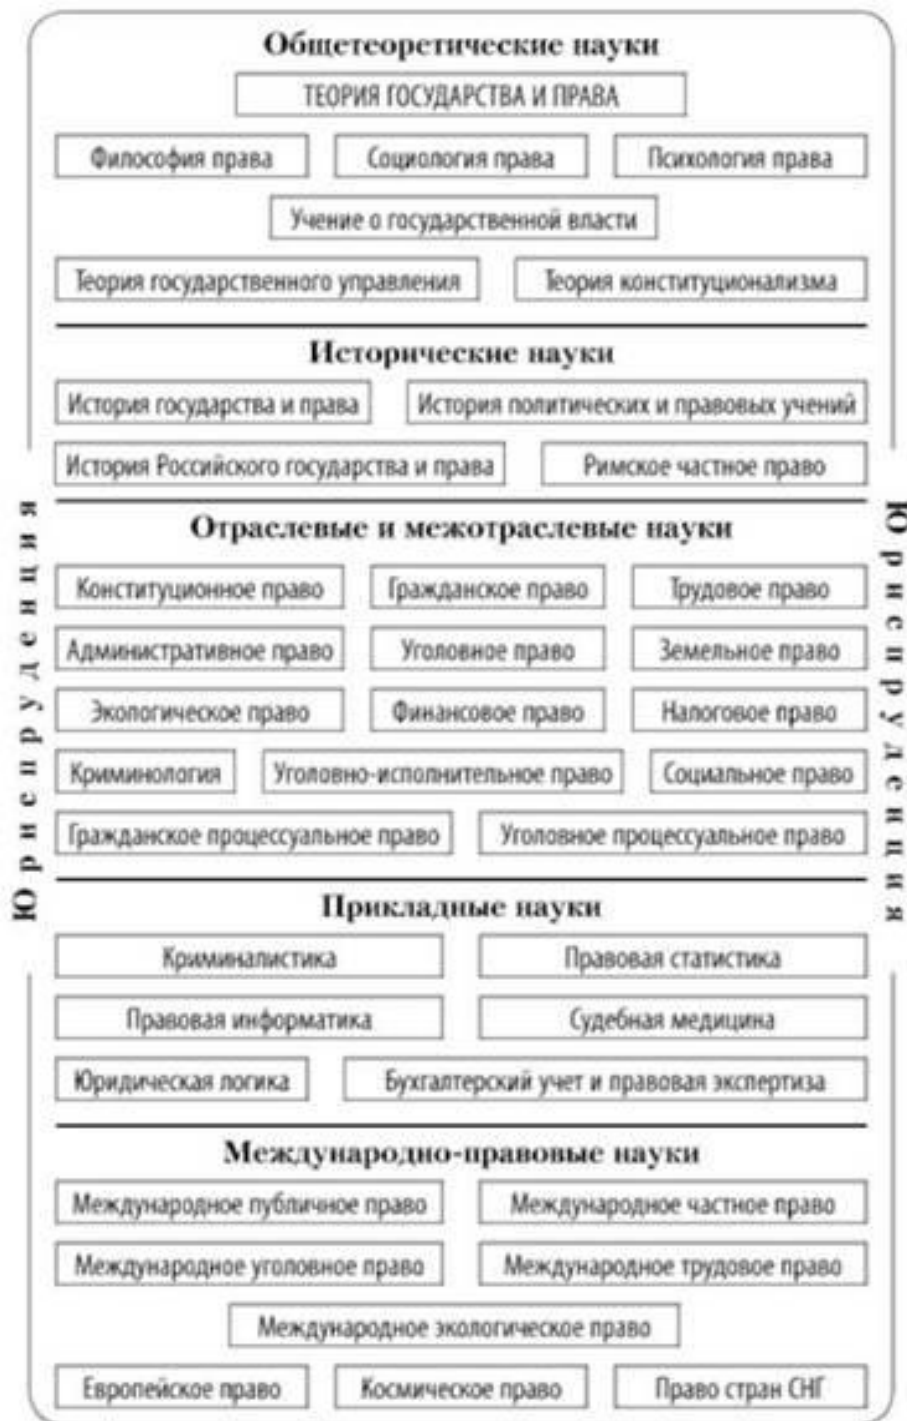 Общетеоретические науки
ТЕОРИЯ ГОСУДАРСТВА И ПРАВА
Философия права Социология права Психология права
Учение о государственной власти
Теория государственного управления Теория конституционализма
Исторические науки
История государства и права История политических и правовых учений
История Российского государства и права Римское частное право
Отраслевые и межотраслевые науки
Конституционное право Гражданское право Трудовое право
Административное право Уголовное право Земельное право
Экологическое право Финансовое право Налоговое право
Криминология Уголовно-исполнительное право Социальное право
Гражданское процессуальное право Уголовное процессуальное право
Прикладные науки
Криминалистика Правовая статистика
Правовая информатика Судебная медицина
Юридическая логика Бухгалтерский учет и правовая экспертиза
Международно-правовые науки
Международное публичное право Международное частное право
Международное уголовное право Международное трудовое право
Международное экологическое право
Европейское право Космическое право Право стран СНГ
Юриспруденция
Юриспруденция